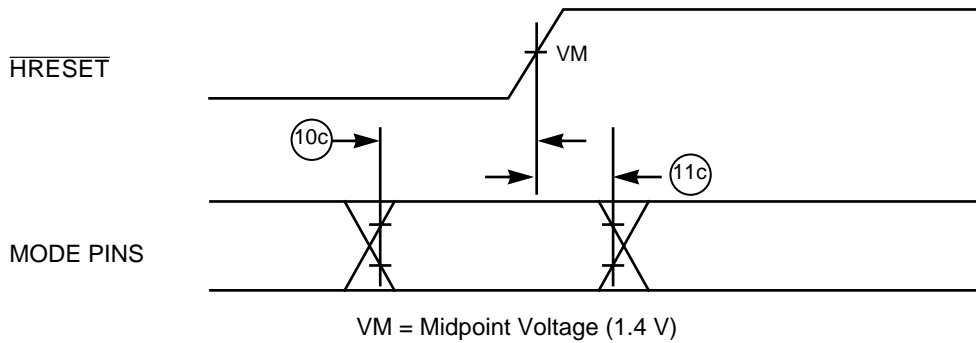 HRESET
VM
10c
11c
MODE PINS
VM = Midpoint Voltage (1.4 V)